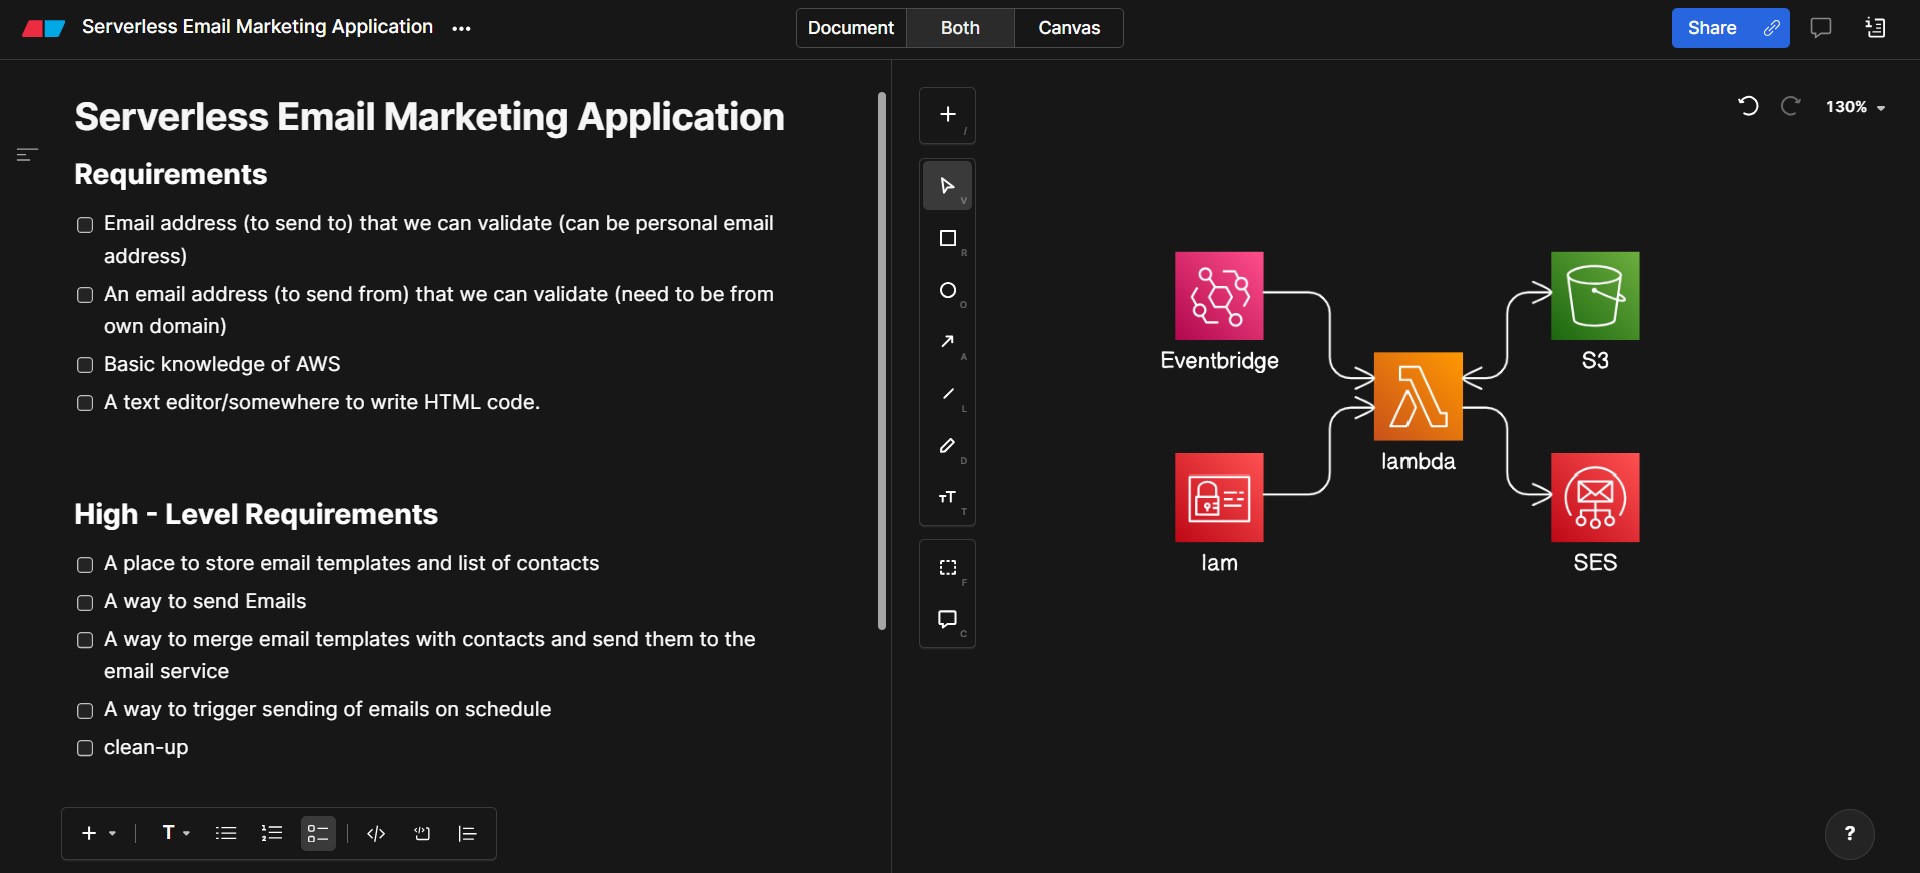 Serverless Email Marketing Application
Document
Both
Canvas
Share
Serverless Email Marketing Application
Requirements
Email address (to send to) that we can validate (can be personal email
address)
An email address (to send from) that we can validate (need to be from
own domain)
Basic knowledge of AWS
A text editor/somewhere to write HTML code.
High - Level Requirements
A place to store email templates and list of contacts
A way to send Emails
A way to merge email templates with contacts and send them to the
email service
A way to trigger sending of emails on schedule
clean-up
T
/
V
R
O
A
L
D
TT
T
F
C
130%
Eventbridge
S3
lambda
Iam
SES
?